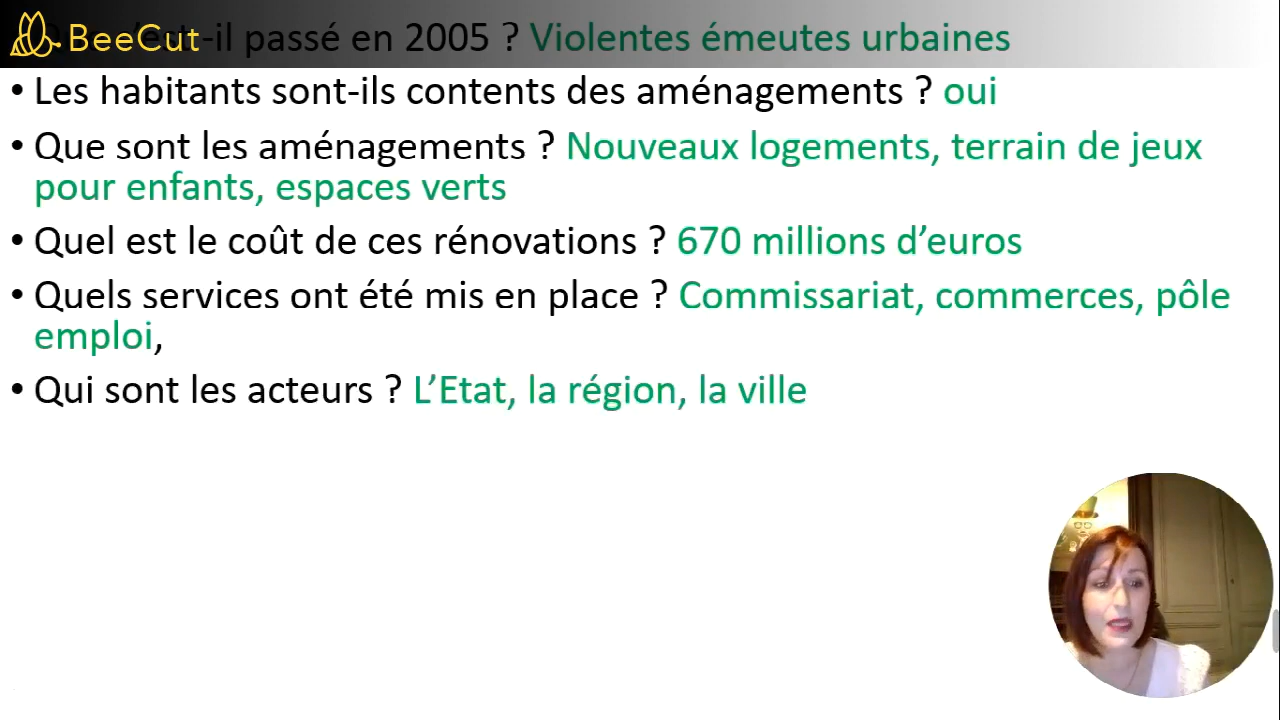 BeeCut
-il passé en 2005 ? Violentes émeutes urbaines
• Les habitants sont-ils contents des aménagements ? oui
• Que sont les aménagements ? Nouveaux logements, terrain de jeux
pour enfants, espaces verts
• Quel est le coût de ces rénovations ? 670 millions d’euros
• Quels services ont été mis en place ? Commissariat, commerces, pôle
emploi,
• Qui sont les acteurs ? L’Etat, la région, la ville